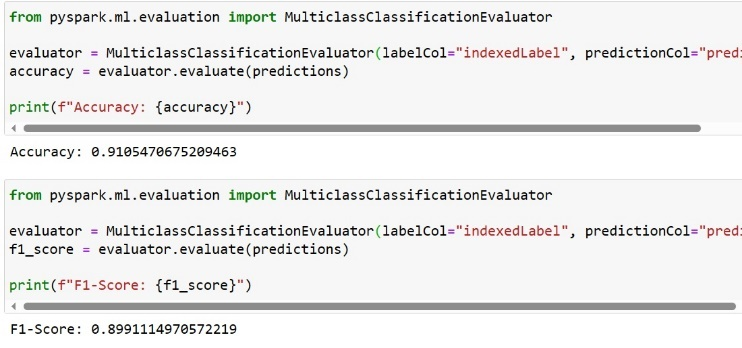 from pyspark.ml.evaluation import MulticlassClassificationEvaluator
evaluator = MulticlassClassificationEvaluator(labelCol="indexedLabel", predictionCol="pred
accuracy = evaluator.evaluate(predictions)
print(f"Accuracy: {accuracy}")
Accuracy: 0.9105470675209463
from pyspark.ml.evaluation import MulticlassClassificationEvaluator
evaluator = MulticlassClassificationEvaluator(labelCol="indexedLabel", predictionCol="pred
f1_score = evaluator.evaluate(predictions)
print(f"F1-Score: {f1_score}")
F1-Score: 0.8991114970572219